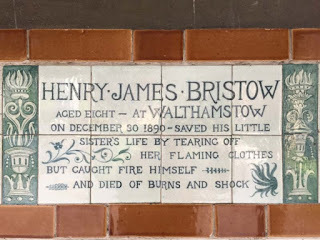 HENRY·JAMES·BRISTOW
AGED EIGHT — AT WALTHAMSTOW
ON DECEMBER 30 1890 - SAVED HIS LITTLE
SISTER'S LIFE BY TEARING OFF
HER FLAMING CLOTHES
BUT CAUGHT FIRE HIMSELF
AND DIED OF BURNS AND SHOCK